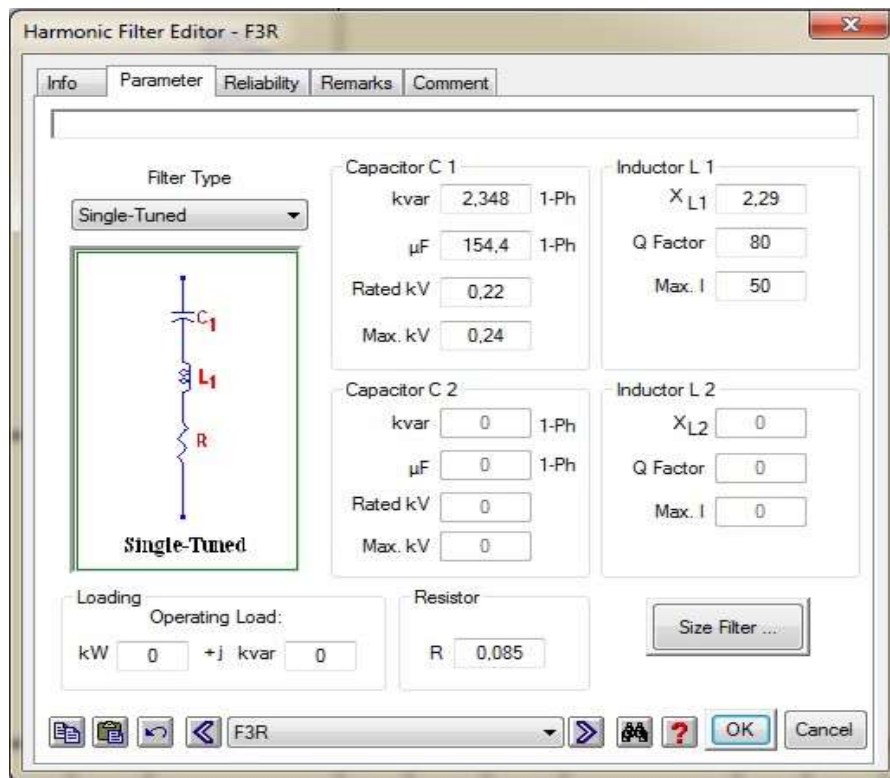 Harmonic Filter Editor - F3R
Info Parameter Reliability Remarks Comment
Filter Type
Single-Tuned
C1
L1
R
Single-Tuned
Capacitor C 1
kvar 2,348 1-Ph
µF 154,4 1-Ph
Rated kV 0,22
Max. kV 0,24
Inductor L 1
XL1 2,29
Q Factor 80
Max. I 50
Capacitor C 2
kvar 0 1-Ph
µF 0 1-Ph
Rated kV 0
Max. kV 0
Inductor L 2
XL2 0
Q Factor 0
Max. I 0
Loading
Operating Load:
kW 0 +j kvar 0
Resistor
R 0,085
Size Filter ...
F3R
?
OK
Cancel